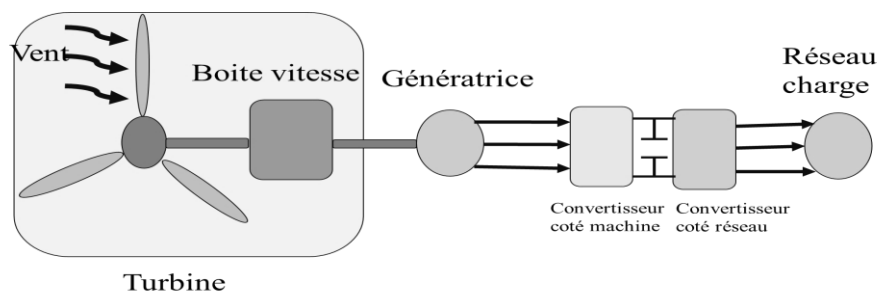 Vent
Boite vitesse
Génératrice
Réseau
charge
Convertisseur
coté machine
Convertisseur
coté réseau
Turbine